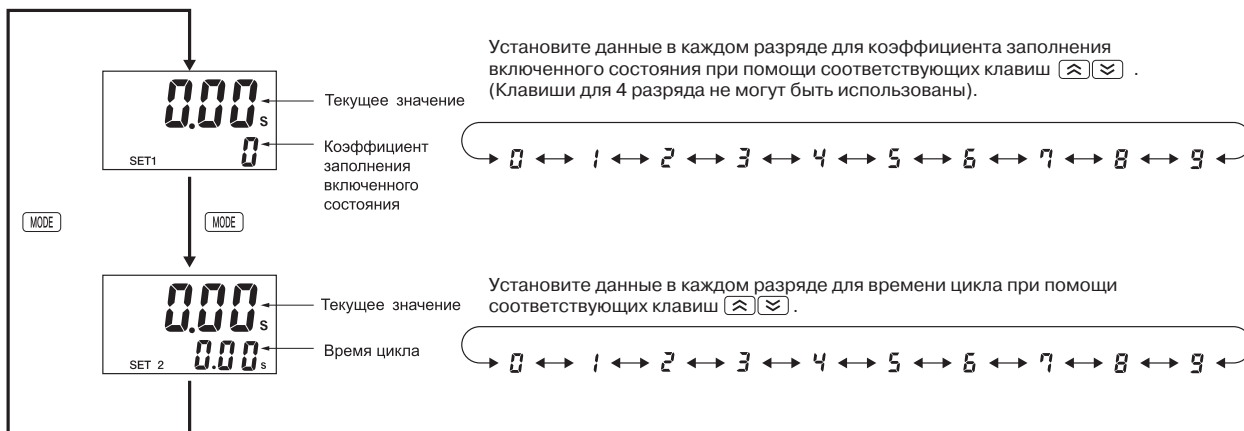 Установите данные в каждом разряде для коэффициента заполнения
включенного состояния при помощи соответствующих клавиш .
(Клавиши для 4 разряда не могут быть использованы).
0.00 s
Текущее значение
SET1 0
Коэффициент
заполнения
включенного
состояния
0 1 2 3 4 5 6 7 8 9
MODE
MODE
Установите данные в каждом разряде для времени цикла при помощи
соответствующих клавиш .
0.00 s
Текущее значение
SET 2 0.00 s
Время цикла
0 1 2 3 4 5 6 7 8 9